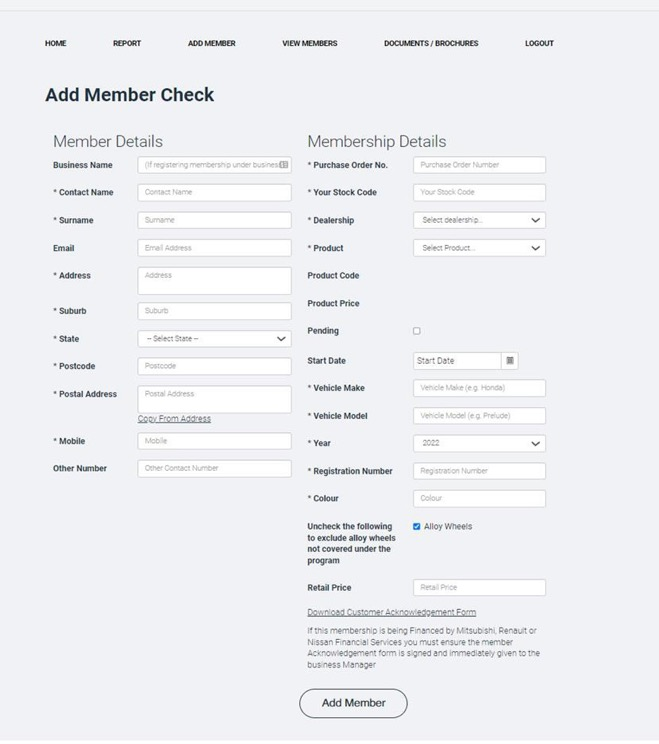 HOME REPORT ADD MEMBER VIEW MEMBERS DOCUMENTS / BROCHURES LOGOUT
Add Member Check
Member Details
Business Name (If registering membership under business
* Contact Name Contact Name
* Surname Surname
Email Email Address
* Address Address
* Suburb Suburb
* State -- Select State --
* Postcode Postcode
* Postal Address Postal Address
Copy From Address
* Mobile Mobile
Other Number Other Contact Number
Membership Details
* Purchase Order No. Purchase Order Number
* Your Stock Code Your Stock Code
* Dealership Select dealership...
* Product Select Product...
Product Code
Product Price
Pending
Start Date Start Date
* Vehicle Make Vehicle Make (e.g. Honda)
* Vehicle Model Vehicle Model (e.g. Prelude)
* Year 2022
* Registration Number Registration Number
* Colour Colour
Uncheck the following Alloy Wheels
to exclude alloy wheels
not covered under the
program
Retail Price Retail Price
Download Customer Acknowledgement Form
If this membership is being Financed by Mitsubishi, Renault or
Nissan Financial Services you must ensure the member
Acknowledgement form is signed and immediately given to the
business Manager
Add Member